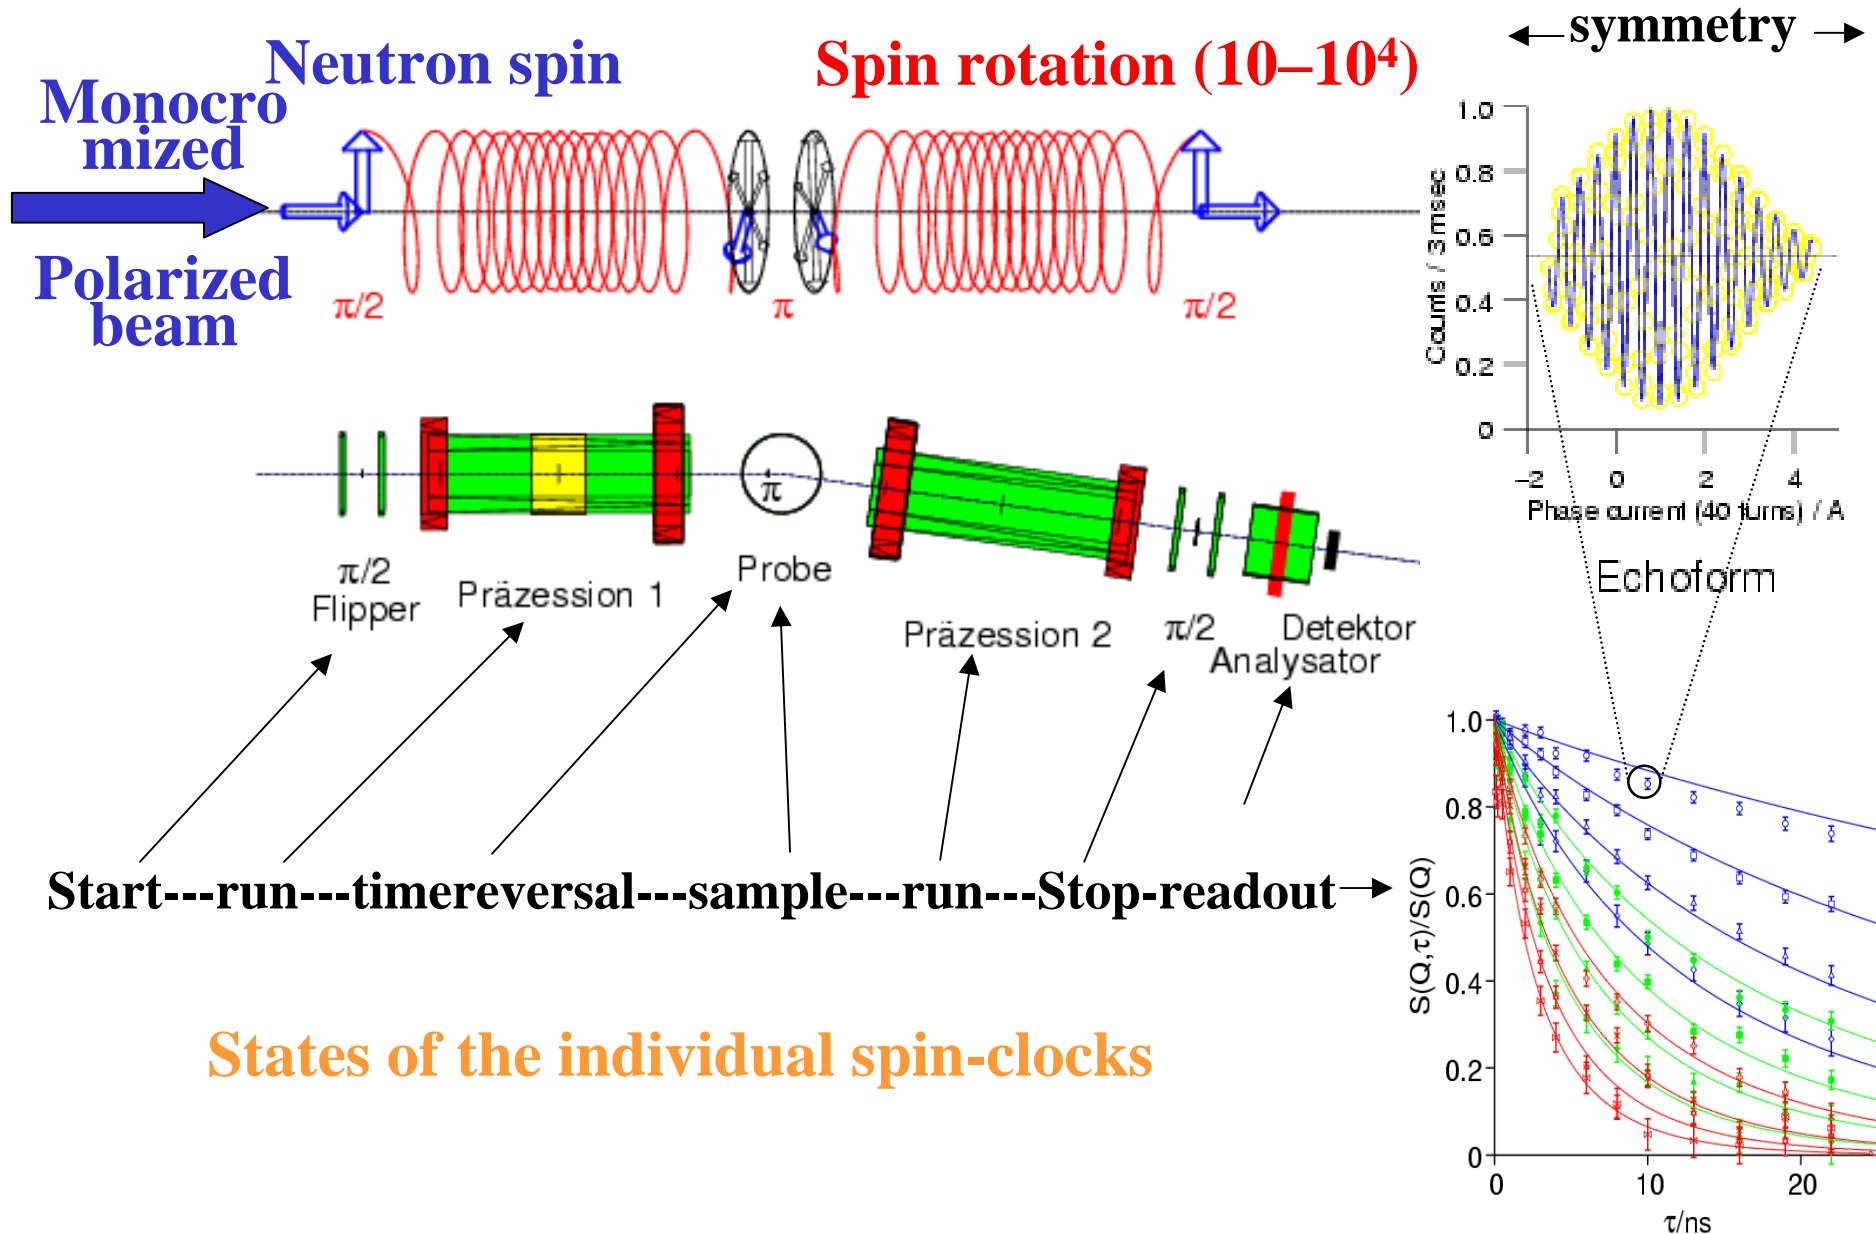 symmetry
Neutron spin
Spin rotation (10–10⁴)
Monocro
mized
Polarized
beam
π/2
π
π/2
1.0
0.8
0.6
0.4
0.2
0
Counts / 3msec
−2
0
2
4
Phase current (40 turns) / A
Echoform
π
π/2
Flipper
Präzession 1
Probe
Präzession 2
π/2
Detektor
Analysator
Start---run---timereversal---sample---run---Stop-readout
States of the individual spin-clocks
1.0
0.8
0.6
0.4
0.2
0
S(Q,τ)/S(Q)
0
10
20
τ/ns